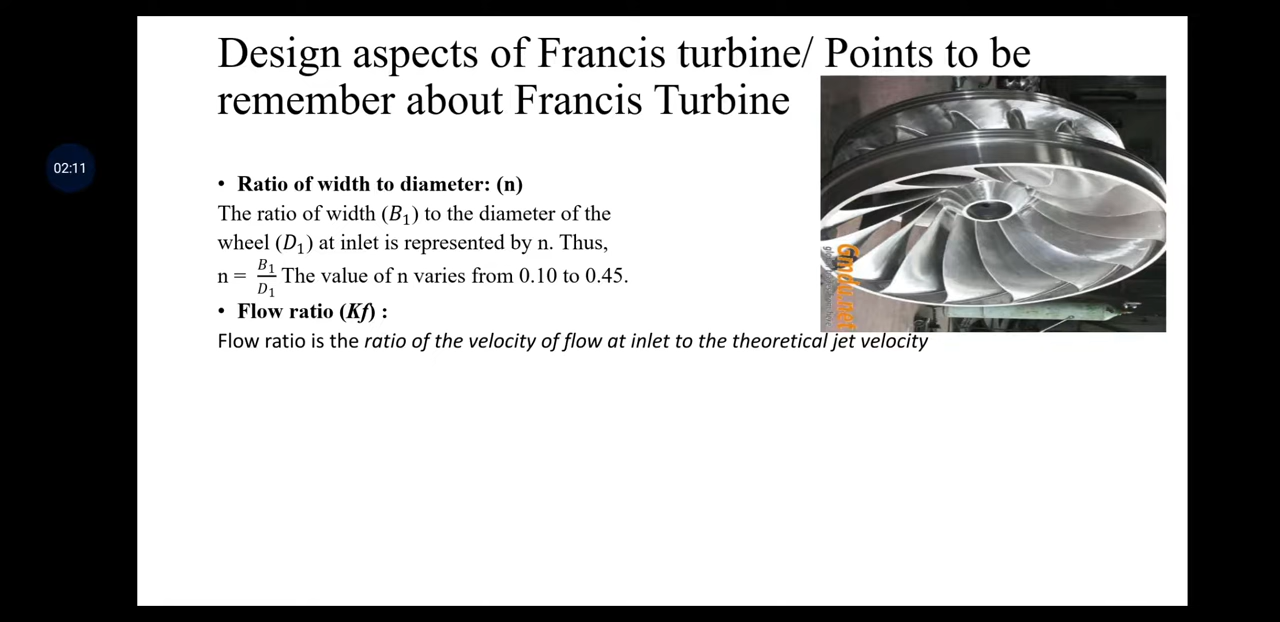 Design aspects of Francis turbine/ Points to be
remember about Francis Turbine
02:11
• Ratio of width to diameter: (n)
The ratio of width (B₁) to the diameter of the
wheel (D₁) at inlet is represented by n. Thus,
n = B₁/D₁ The value of n varies from 0.10 to 0.45.
• Flow ratio (Kf) :
Flow ratio is the ratio of the velocity of flow at inlet to the theoretical jet velocity